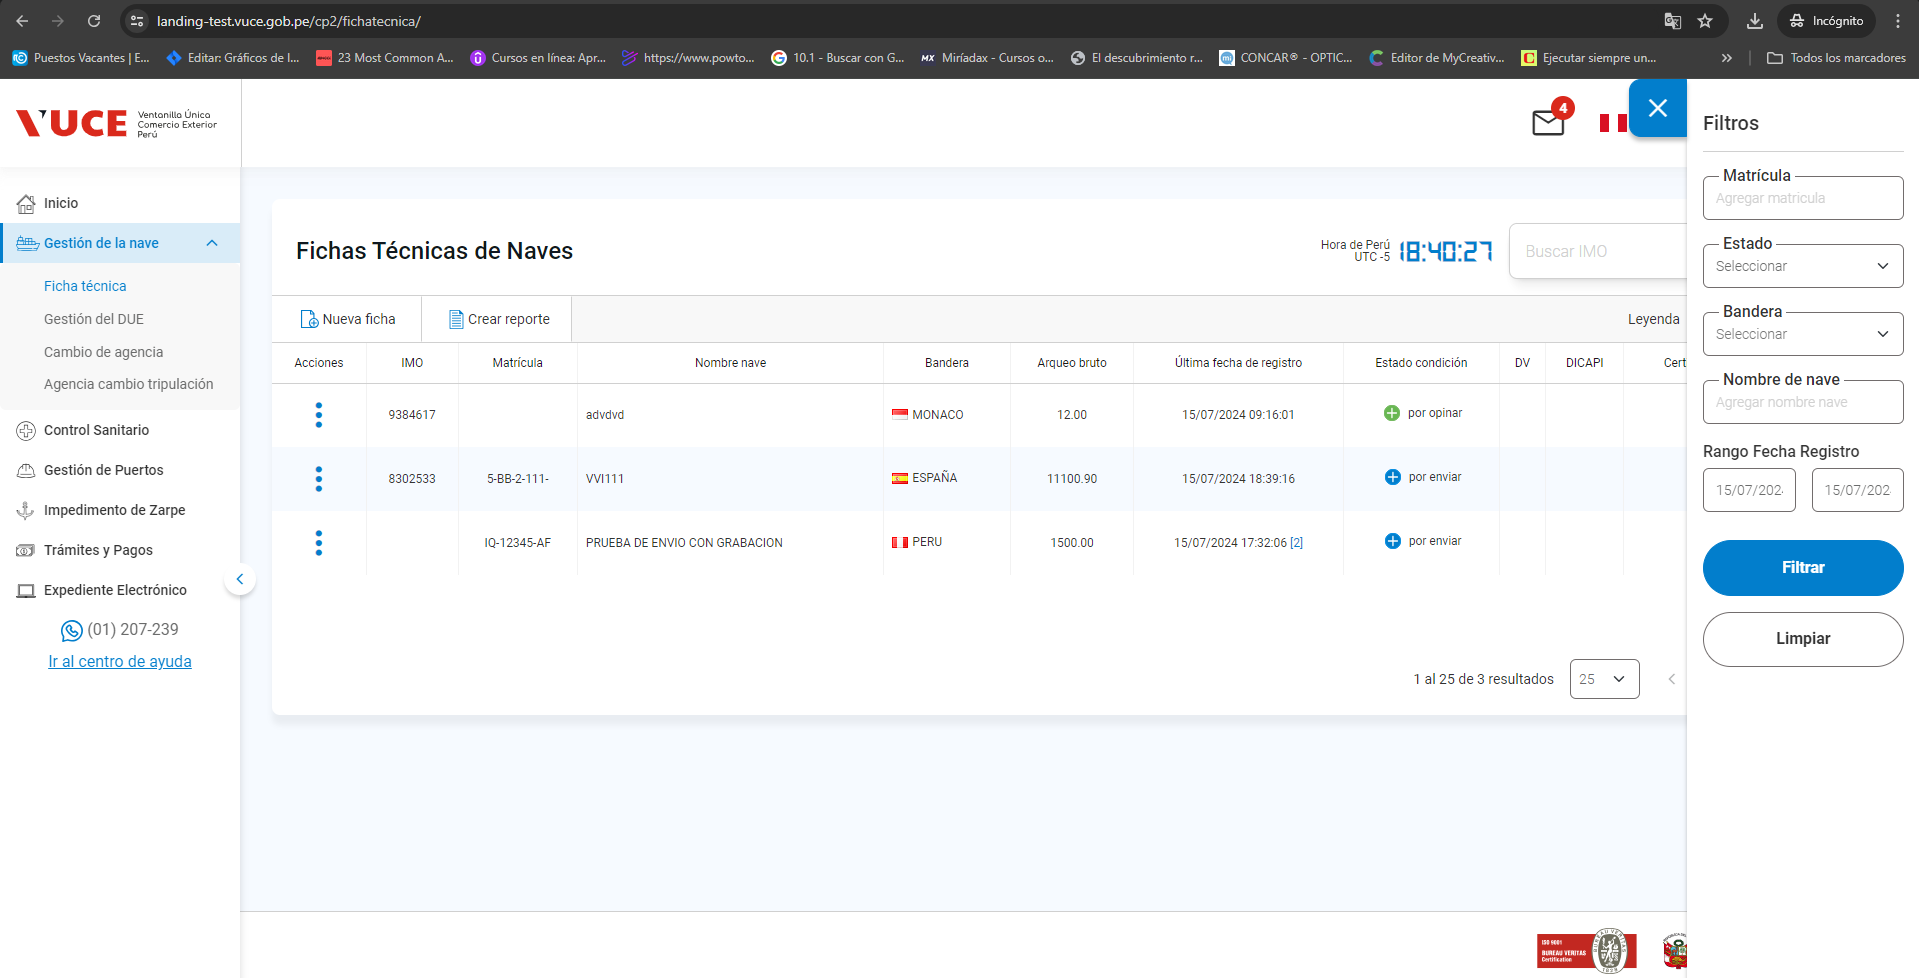 landing-test.vuce.gob.pe/cp2/fichatecnica/
Incógnito
Puestos Vacantes | E...
Editar: Gráficos de l...
23 Most Common A...
Cursos en línea: Apr...
https://www.powto...
10.1 - Buscar con G...
Miríadax - Cursos o...
El descubrimiento r...
CONCAR® - OPTIC...
Editor de MyCreativ...
Ejecutar siempre un...
Todos los marcadores
VUCE
Ventanilla Única
Comercio Exterior
Perú
4
Inicio
Gestión de la nave
Ficha técnica
Gestión del DUE
Cambio de agencia
Agencia cambio tripulación
Control Sanitario
Gestión de Puertos
Impedimento de Zarpe
Trámites y Pagos
Expediente Electrónico
(01) 207-239
Ir al centro de ayuda
Fichas Técnicas de Naves
Hora de Perú
UTC -5
18:40:27
Buscar IMO
Nueva ficha
Crear reporte
Leyenda
Acciones IMO Matrícula Nombre nave Bandera Arqueo bruto Última fecha de registro Estado condición DV DICAPI Cert
9384617 advdvd MONACO 12.00 15/07/2024 09:16:01 por opinar
8302533 5-BB-2-111- VVI111 ESPAÑA 11100.90 15/07/2024 18:39:16 por enviar
IQ-12345-AF PRUEBA DE ENVIO CON GRABACION PERU 1500.00 15/07/2024 17:32:06 [2] por enviar
1 al 25 de 3 resultados
25
Filtros
Matrícula
Agregar matricula
Estado
Seleccionar
Bandera
Seleccionar
Nombre de nave
Agregar nombre nave
Rango Fecha Registro
15/07/202
15/07/202
Filtrar
Limpiar
ISO 9001
BUREAU VERITAS
Certification
BUREAU VERITAS
1828